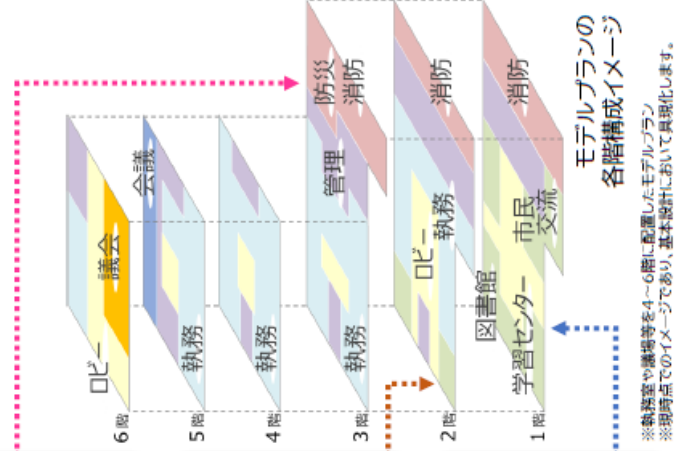 モデルプランの
各階構成イメージ
6階
ロビー
議会
5階
執務
会議
4階
執務
3階
執務
管理
防災
消防
2階
ロビー
執務
消防
1階
学習センター
図書館
市民
交流
消防
※執務室や議場等を4~6階に配置したモデルプラン
※現時点でのイメージであり、基本設計において具現化します。